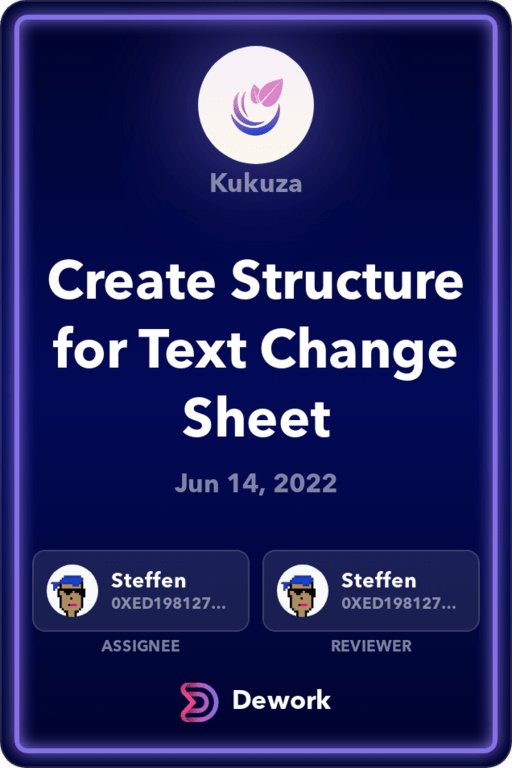 Kukuza
Create Structure
for Text Change
Sheet
Jun 14, 2022
Steffen
0XED198127...
ASSIGNEE
Steffen
0XED198127...
REVIEWER
Dework